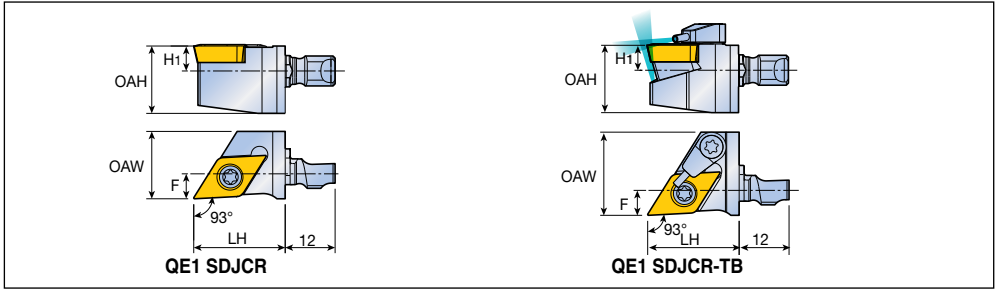 H1
OAH
OAW
F
93°
LH
12
QE1 SDJCR
H1
OAH
OAW
F
93°
LH
12
QE1 SDJCR-TB